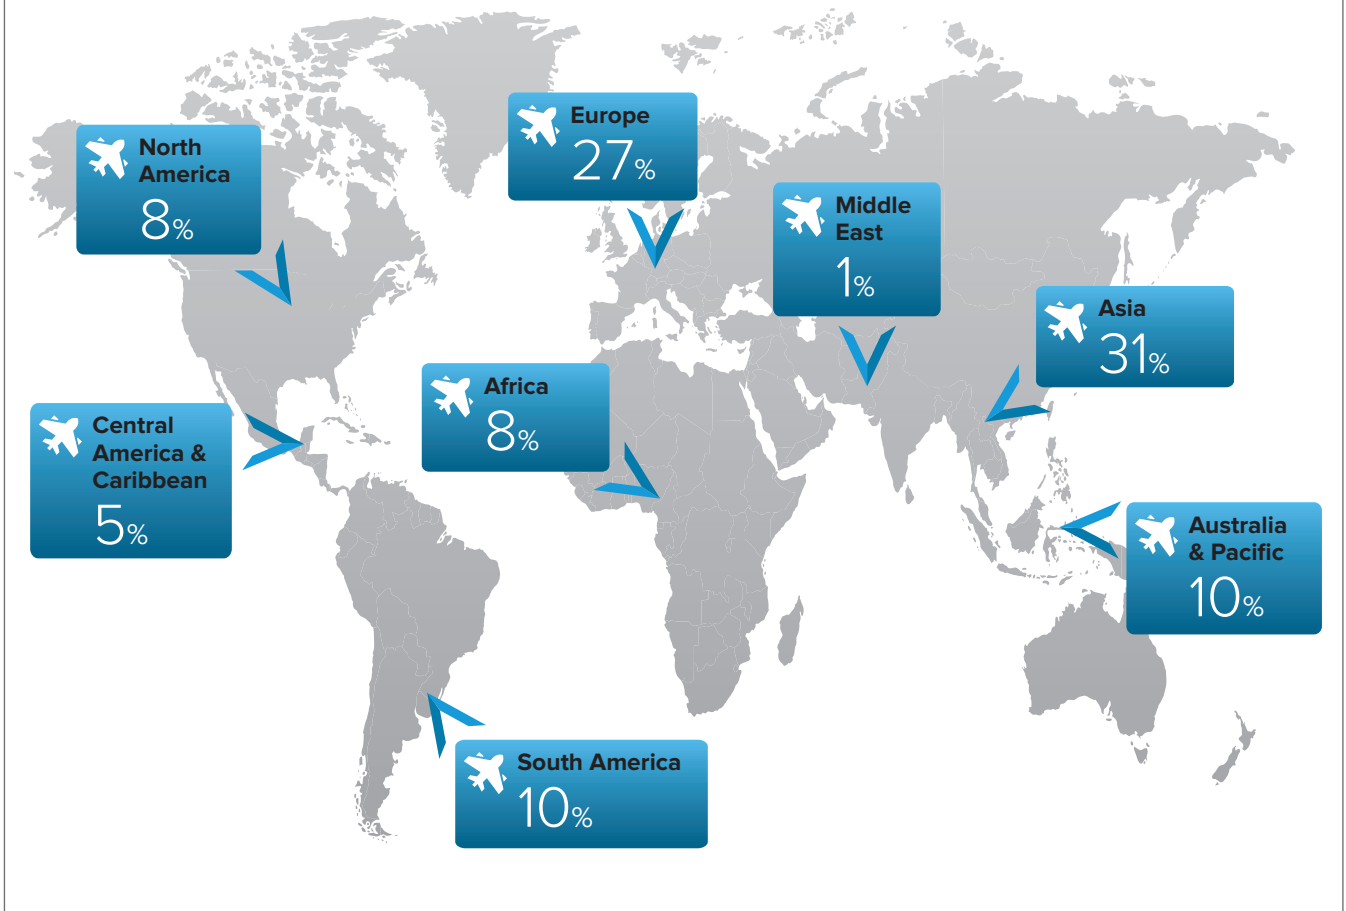 North
America
8%
Europe
27%
Middle
East
1%
Asia
31%
Africa
8%
Central
America &
Caribbean
5%
Australia
& Pacific
10%
South America
10%